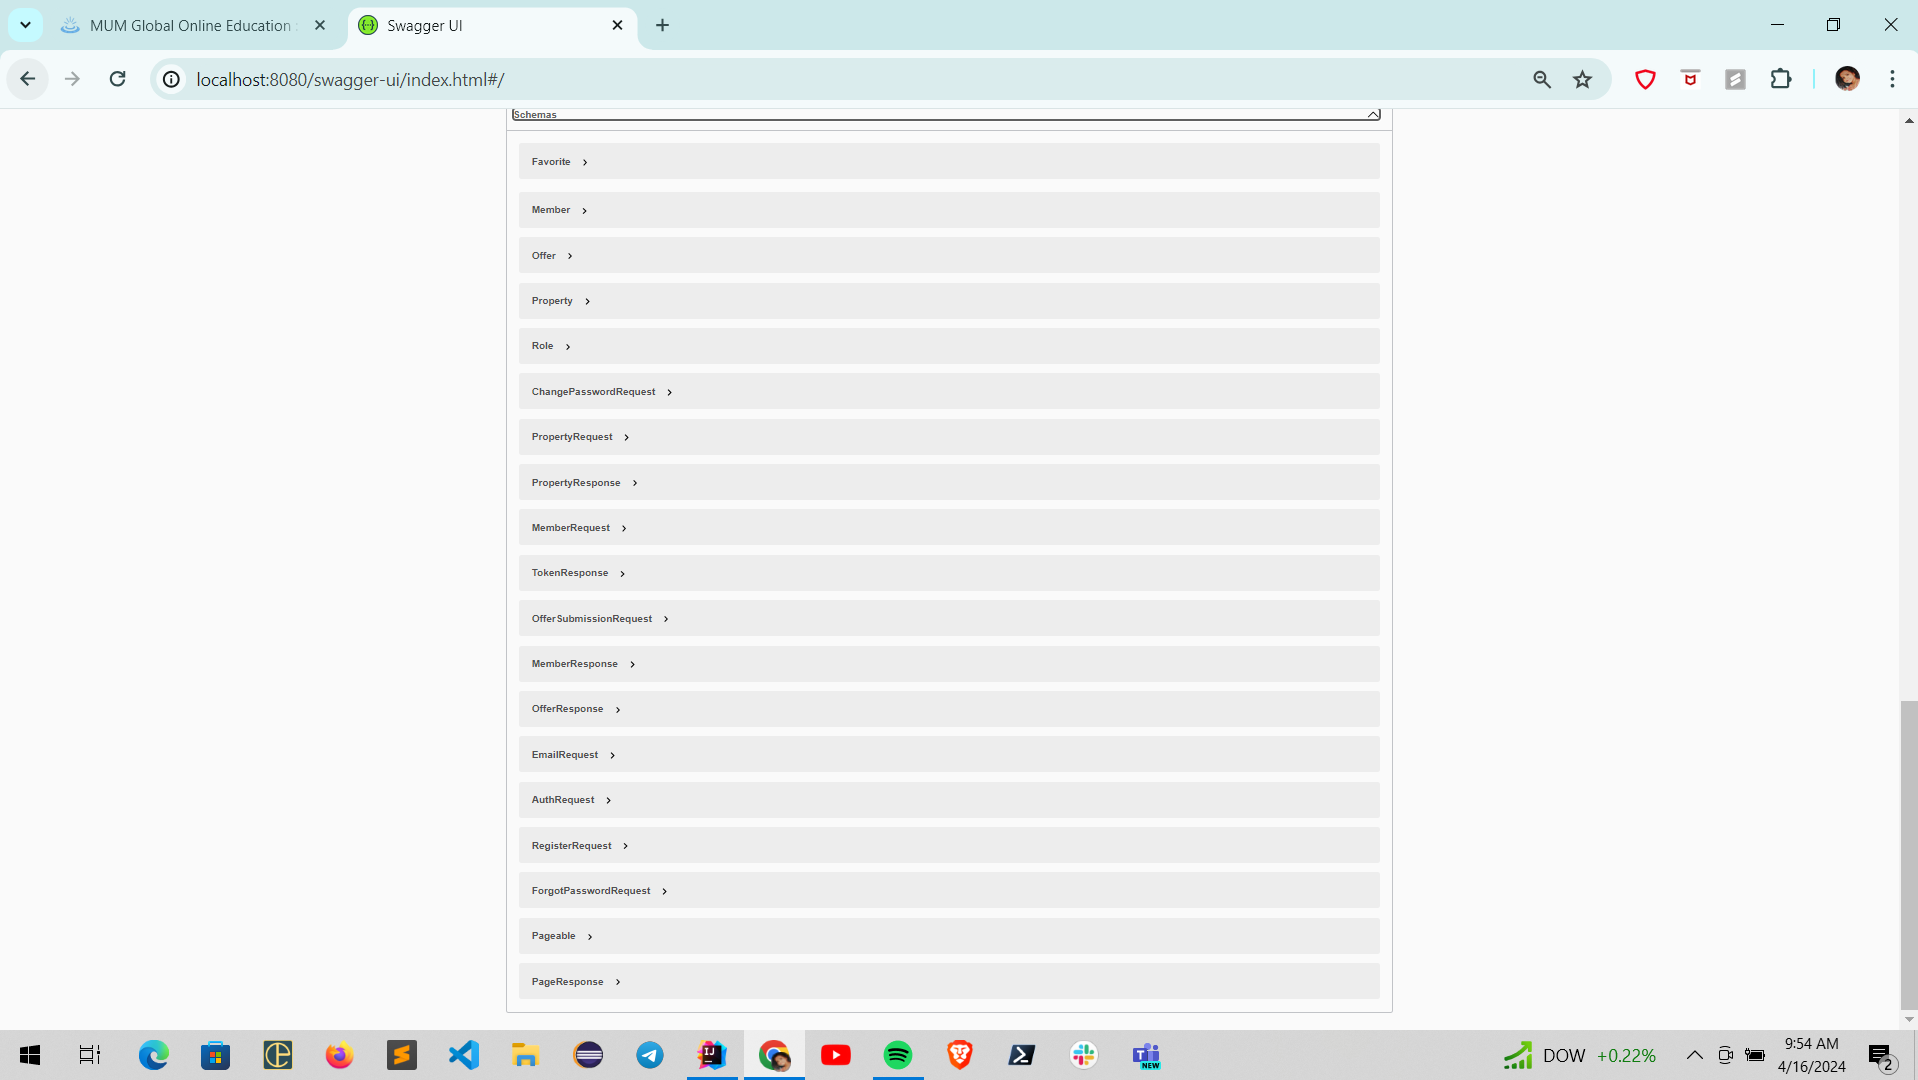 MUM Global Online Education
Swagger UI
localhost:8080/swagger-ui/index.html#/
Schemas
Favorite
Member
Offer
Property
Role
ChangePasswordRequest
PropertyRequest
PropertyResponse
MemberRequest
TokenResponse
OfferSubmissionRequest
MemberResponse
OfferResponse
EmailRequest
AuthRequest
RegisterRequest
ForgotPasswordRequest
Pageable
PageResponse
DOW +0.22%
9:54 AM
4/16/2024
2
NEW